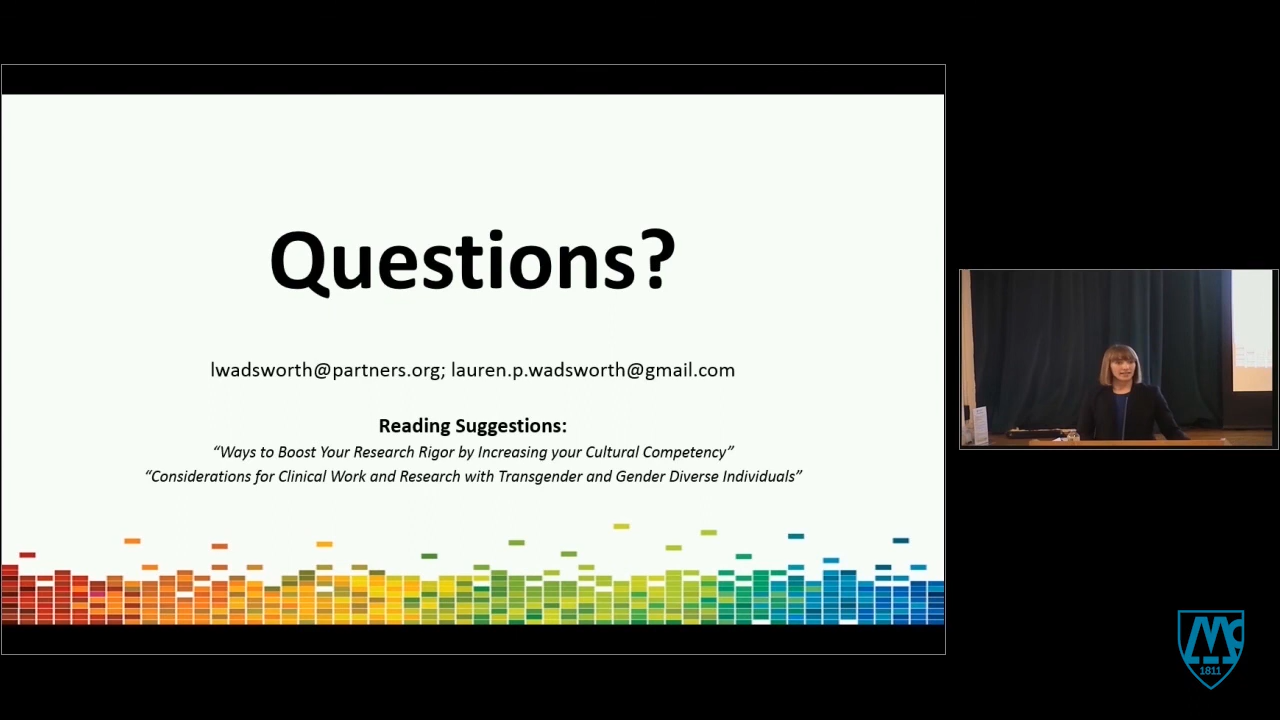 Questions?
lwadsworth@partners.org; lauren.p.wadsworth@gmail.com
Reading Suggestions:
“Ways to Boost Your Research Rigor by Increasing your Cultural Competency”
“Considerations for Clinical Work and Research with Transgender and Gender Diverse Individuals”
Mc
1811